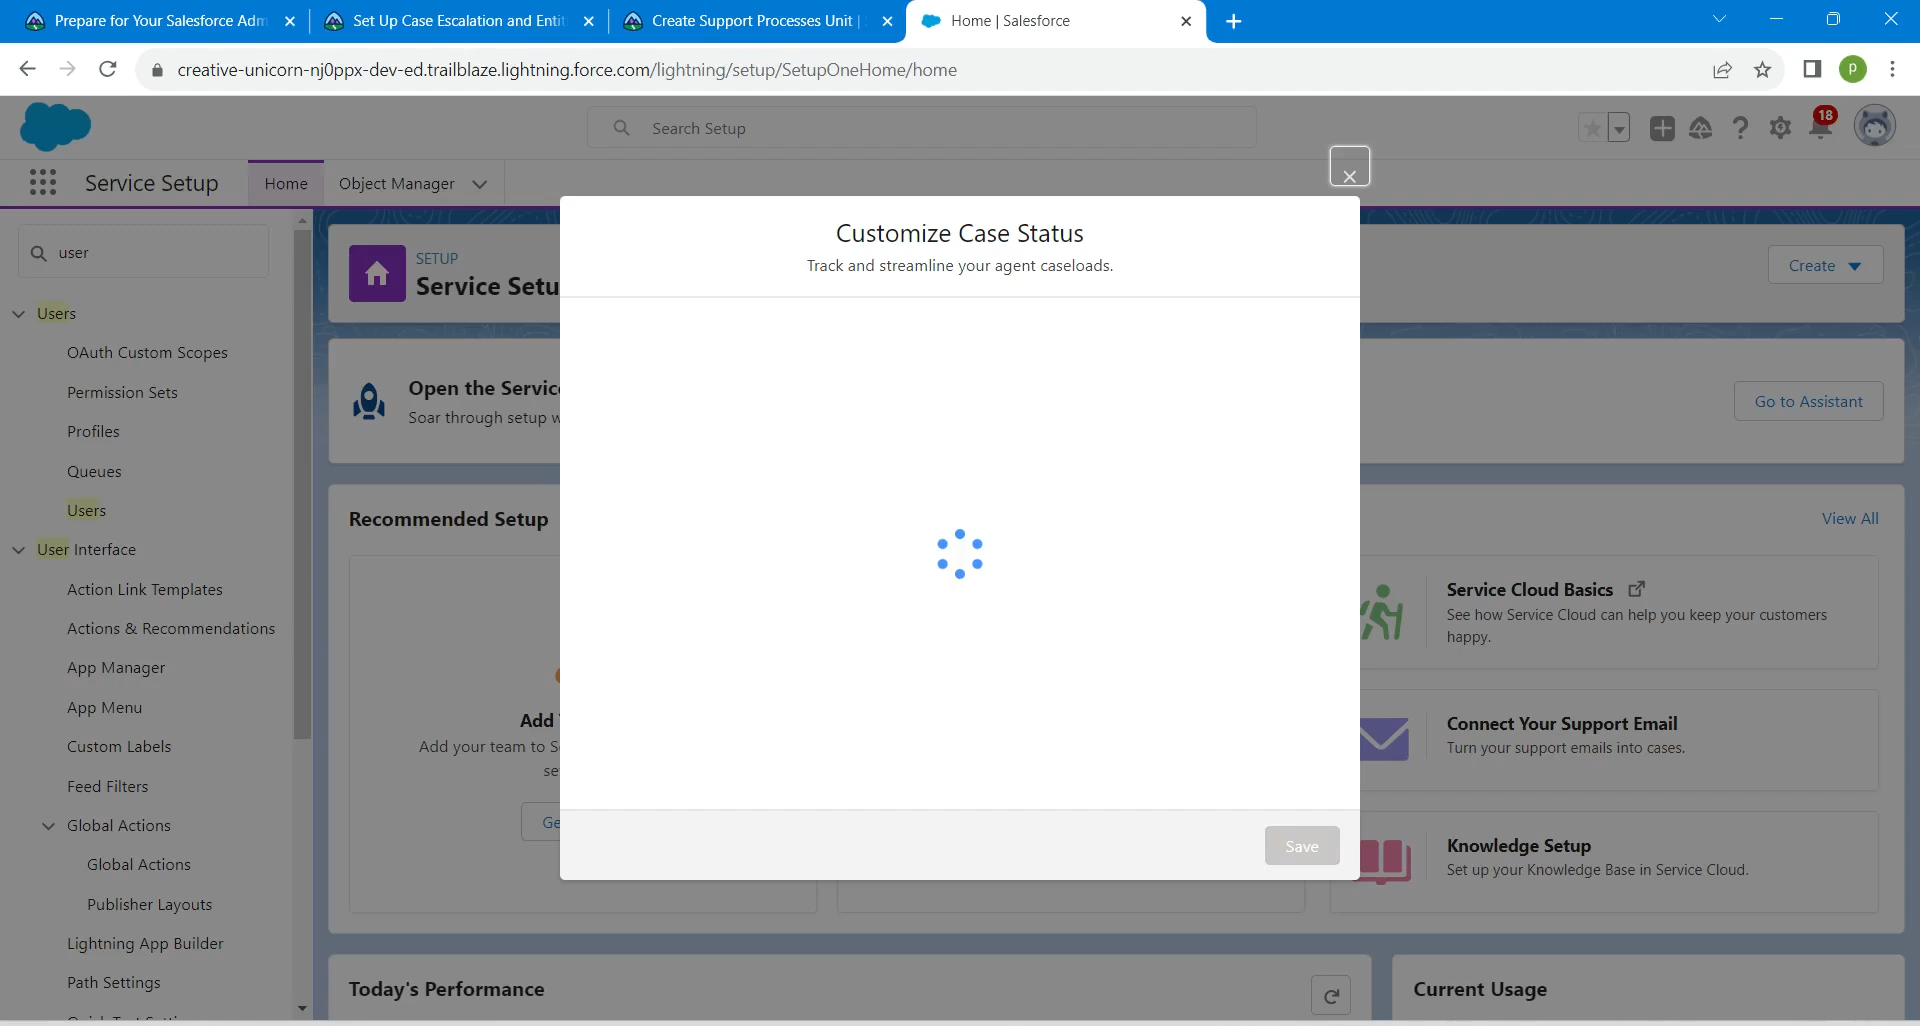 Prepare for Your Salesforce Adm
Set Up Case Escalation and Entit
Create Support Processes Unit |
Home | Salesforce
creative-unicorn-nj0ppx-dev-ed.trailblaze.lightning.force.com/lightning/setup/SetupOneHome/home
p
Search Setup
18
Service Setup
Home
Object Manager
user
Users
OAuth Custom Scopes
Permission Sets
Profiles
Queues
Users
User Interface
Action Link Templates
Actions & Recommendations
App Manager
App Menu
Custom Labels
Feed Filters
Global Actions
Global Actions
Publisher Layouts
Lightning App Builder
Path Settings
SETUP
Service Setu
Create
Open the Servic
Soar through setup w
Go to Assistant
Recommended Setup
View All
Add
Add your team to S
se
Ge
Customize Case Status
Track and streamline your agent caseloads.
Save
Service Cloud Basics
See how Service Cloud can help you keep your customers
happy.
Connect Your Support Email
Turn your support emails into cases.
Knowledge Setup
Set up your Knowledge Base in Service Cloud.
Today's Performance
Current Usage